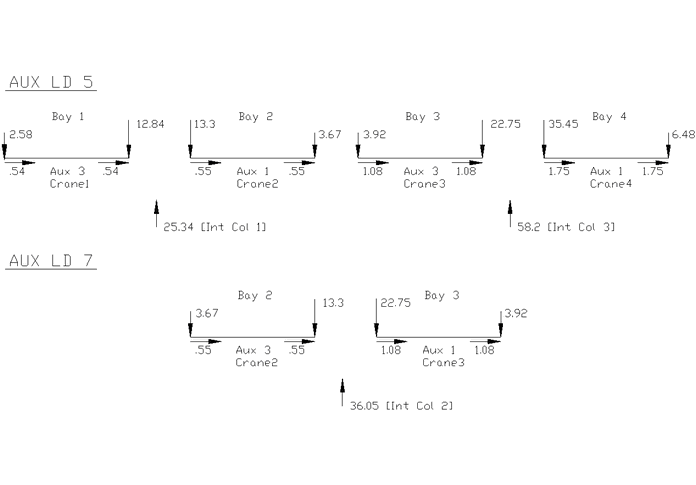 AUX LD 5
Bay 1
Bay 2
Bay 3
Bay 4
2.58
12.84
13.3
3.67
3.92
22.75
35.45
6.48
.54
Aux 3
.54
.55
Aux 1
.55
1.08
Aux 3
1.08
1.75
Aux 1
1.75
Crane1
Crane2
Crane3
Crane4
25.34 [Int Col 1]
58.2 [Int Col 3]
AUX LD 7
Bay 2
Bay 3
3.67
13.3
22.75
3.92
.55
Aux 3
.55
1.08
Aux 1
1.08
Crane2
Crane3
36.05 [Int Col 2]